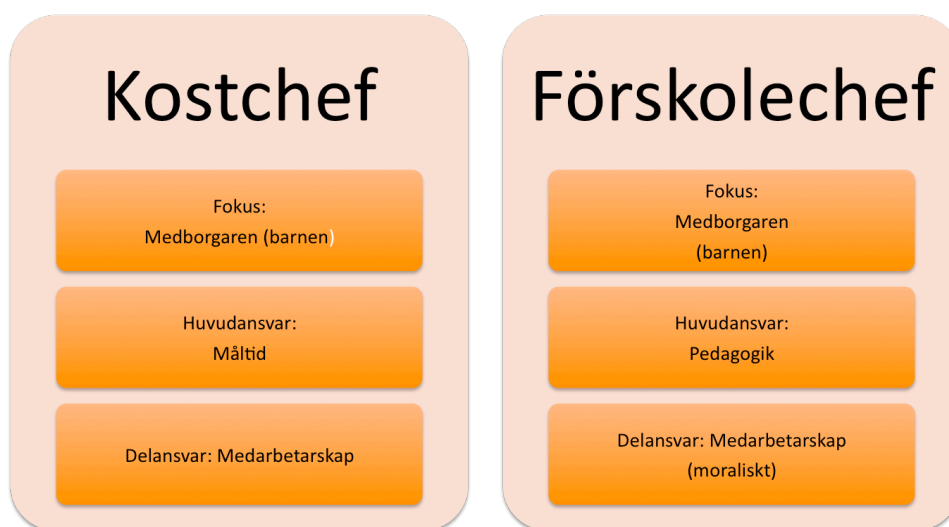 Kostchef
Fokus:
Medborgaren (barnen)
Huvudansvar:
Måltid
Delansvar: Medarbetarskap
Förskolechef
Fokus:
Medborgaren
(barnen)
Huvudansvar:
Pedagogik
Delansvar: Medarbetarskap
(moraliskt)